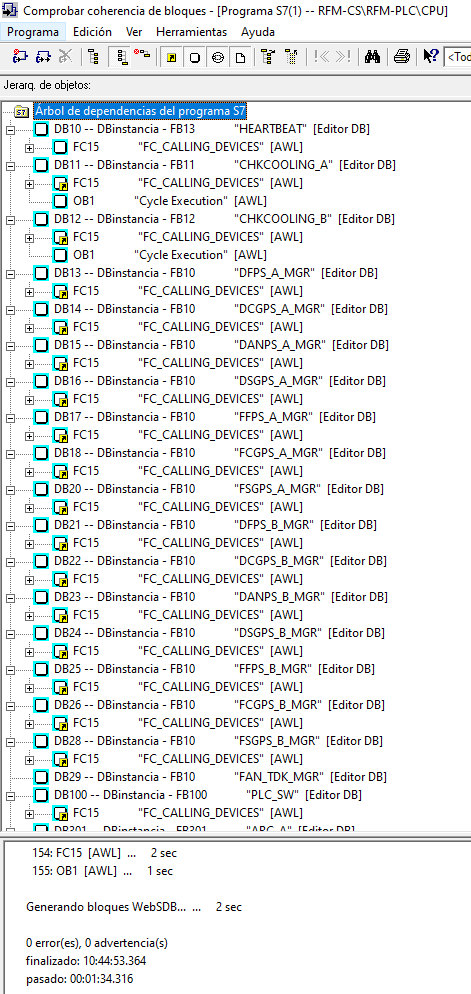 Comprobar coherencia de bloques - [Programa S7(1) -- RFM-CS\RFM-PLC\CPU]
Programa Edición Ver Herramientas Ayuda
<Tod
Jerarq. de objetos:
S7 Árbol de dependencias del programa S7
DB10 -- DBinstancia - FB13 "HEARTBEAT" [Editor DB]
FC15 "FC_CALLING_DEVICES" [AWL]
DB11 -- DBinstancia - FB11 "CHKCOOLING_A" [Editor DB]
FC15 "FC_CALLING_DEVICES" [AWL]
OB1 "Cycle Execution" [AWL]
DB12 -- DBinstancia - FB12 "CHKCOOLING_B" [Editor DB]
FC15 "FC_CALLING_DEVICES" [AWL]
OB1 "Cycle Execution" [AWL]
DB13 -- DBinstancia - FB10 "DFPS_A_MGR" [Editor DB]
FC15 "FC_CALLING_DEVICES" [AWL]
DB14 -- DBinstancia - FB10 "DCGPS_A_MGR" [Editor DB]
FC15 "FC_CALLING_DEVICES" [AWL]
DB15 -- DBinstancia - FB10 "DANPS_A_MGR" [Editor DB]
FC15 "FC_CALLING_DEVICES" [AWL]
DB16 -- DBinstancia - FB10 "DSGPS_A_MGR" [Editor DB]
FC15 "FC_CALLING_DEVICES" [AWL]
DB17 -- DBinstancia - FB10 "FFPS_A_MGR" [Editor DB]
FC15 "FC_CALLING_DEVICES" [AWL]
DB18 -- DBinstancia - FB10 "FCGPS_A_MGR" [Editor DB]
FC15 "FC_CALLING_DEVICES" [AWL]
DB20 -- DBinstancia - FB10 "FSGPS_A_MGR" [Editor DB]
FC15 "FC_CALLING_DEVICES" [AWL]
DB21 -- DBinstancia - FB10 "DFPS_B_MGR" [Editor DB]
FC15 "FC_CALLING_DEVICES" [AWL]
DB22 -- DBinstancia - FB10 "DCGPS_B_MGR" [Editor DB]
FC15 "FC_CALLING_DEVICES" [AWL]
DB23 -- DBinstancia - FB10 "DANPS_B_MGR" [Editor DB]
FC15 "FC_CALLING_DEVICES" [AWL]
DB24 -- DBinstancia - FB10 "DSGPS_B_MGR" [Editor DB]
FC15 "FC_CALLING_DEVICES" [AWL]
DB25 -- DBinstancia - FB10 "FFPS_B_MGR" [Editor DB]
FC15 "FC_CALLING_DEVICES" [AWL]
DB26 -- DBinstancia - FB10 "FCGPS_B_MGR" [Editor DB]
FC15 "FC_CALLING_DEVICES" [AWL]
DB28 -- DBinstancia - FB10 "FSGPS_B_MGR" [Editor DB]
FC15 "FC_CALLING_DEVICES" [AWL]
DB29 -- DBinstancia - FB10 "FAN_TDK_MGR" [Editor DB]
DB100 -- DBinstancia - FB100 "PLC_SW" [Editor DB]
FC15 "FC_CALLING_DEVICES" [AWL]
DB301 -- DBinstancia - FB301 "ARC_A" [Editor DB]
154: FC15 [AWL] ... 2 sec
155: OB1 [AWL] ... 1 sec
Generando bloques WebSDB... ... 2 sec
0 error(es), 0 advertencia(s)
finalizado: 10:44:53.364
pasado: 00:01:34.316